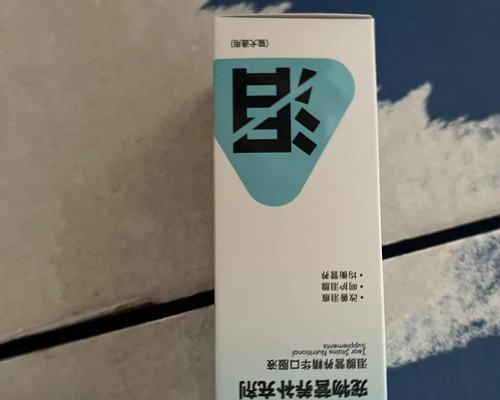 宠物营养补充剂
泪腺营养精华口服液
Tear Stains Nutritional
Supplements
• 改善泪痕
• 呵护泪腺
• 均衡营养
泪
(猫犬通用)